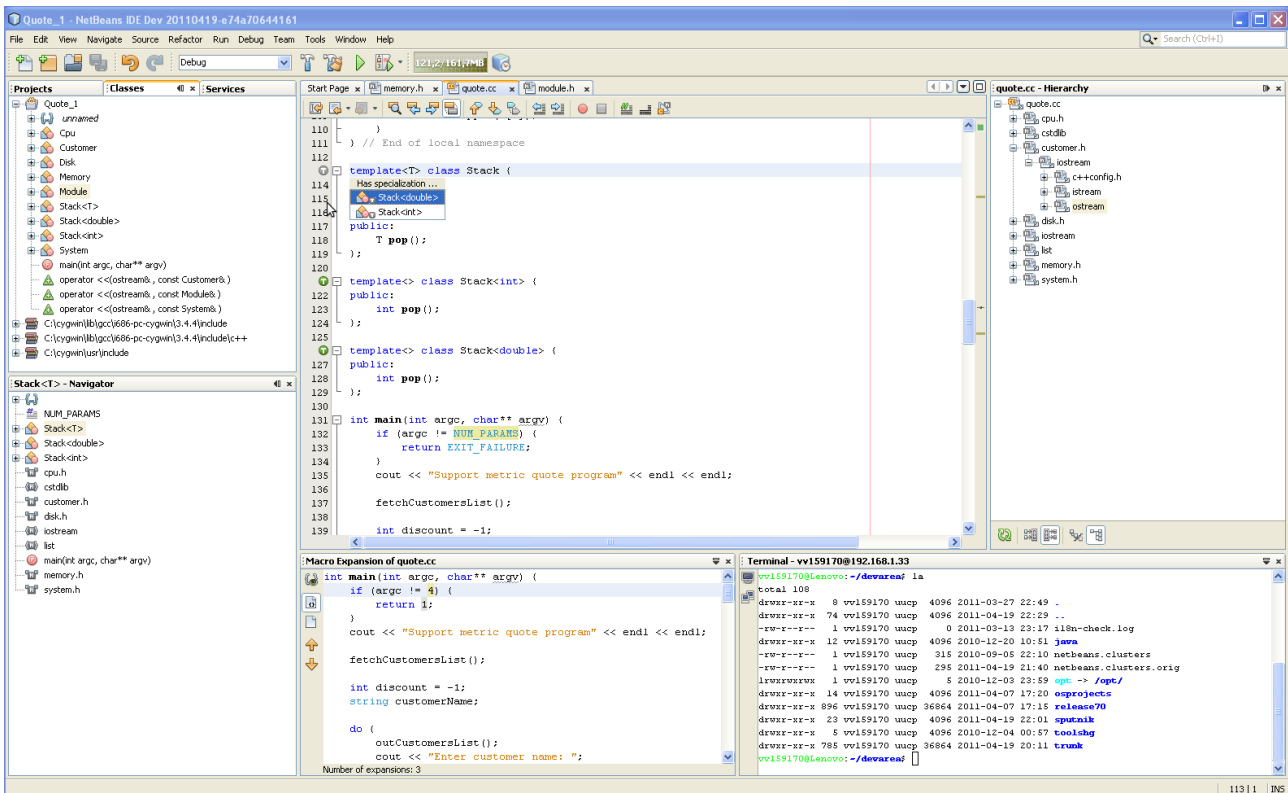 Quote_1 - NetBeans IDE Dev 20110419-e74a70644161
File Edit View Navigate Source Refactor Run Debug Team Tools Window Help
Search (Ctrl+I)
Debug
121,2/161,7MB
Projects
Classes
Services
Quote_1
unnamed
Cpu
Customer
Disk
Memory
Module
Stack<T>
Stack<double>
Stack<int>
System
main(int argc, char** argv)
operator <<(ostream& , const Customer& )
operator <<(ostream& , const Module& )
operator <<(ostream& , const System& )
C:\cygwin\lib\gcc\i686-pc-cygwin\3.4.4\include
C:\cygwin\lib\gcc\i686-pc-cygwin\3.4.4\include\c++
C:\cygwin\usr\include
Stack<T> - Navigator
NUM_PARAMS
Stack<T>
Stack<double>
Stack<int>
cpu.h
cstdlib
customer.h
disk.h
iostream
list
main(int argc, char** argv)
memory.h
system.h
Start Page
memory.h
quote.cc
module.h
110 }
111 } // End of local namespace
112
template<T> class Stack {
114
Has specialization ...
115
Stack<double>
116
Stack<int>
117 public:
118 T pop();
119 };
120
template<> class Stack<int> {
122 public:
123 int pop();
124 };
125
template<> class Stack<double> {
127 public:
128 int pop();
129 };
130
131 int main(int argc, char** argv) {
132 if (argc != NUM_PARAMS) {
133 return EXIT_FAILURE;
134 }
135 cout << "Support metric quote program" << endl << endl;
136
137 fetchCustomersList();
138
139 int discount = -1;
quote.cc - Hierarchy
quote.cc
cpu.h
cstdlib
customer.h
iostream
c++config.h
istream
ostream
disk.h
iostream
list
memory.h
system.h
Macro Expansion of quote.cc
int main(int argc, char** argv) {
if (argc != 4) {
return 1;
}
cout << "Support metric quote program" << endl << endl;
fetchCustomersList();
int discount = -1;
string customerName;
do {
outCustomersList();
cout << "Enter customer name: ";
Number of expansions: 3
Terminal - vv159170@192.168.1.33
vv159170@Lenovo:~/devarea$ la
total 108
drwxr-xr-x 8 vv159170 uucp 4096 2011-03-27 22:49 .
drwxr-xr-x 74 vv159170 uucp 4096 2011-04-19 22:29 ..
-rw-r--r-- 1 vv159170 uucp 0 2011-03-13 23:17 i18n-check.log
drwxr-xr-x 12 vv159170 uucp 4096 2010-12-20 10:51 java
-rw-r--r-- 1 vv159170 uucp 315 2010-09-05 22:10 netbeans.clusters
-rw-r--r-- 1 vv159170 uucp 295 2011-04-19 21:40 netbeans.clusters.orig
lrwxrwxrwx 1 vv159170 uucp 5 2010-12-03 23:59 opt -> /opt/
drwxr-xr-x 14 vv159170 uucp 4096 2011-04-07 17:20 osprojects
drwxr-xr-x 896 vv159170 uucp 36864 2011-04-07 17:15 release70
drwxr-xr-x 23 vv159170 uucp 4096 2011-04-19 22:01 sputnik
drwxr-xr-x 5 vv159170 uucp 4096 2010-12-04 00:57 toolshg
drwxr-xr-x 785 vv159170 uucp 36864 2011-04-19 20:11 trunk
vv159170@Lenovo:~/devarea$
113|1 INS